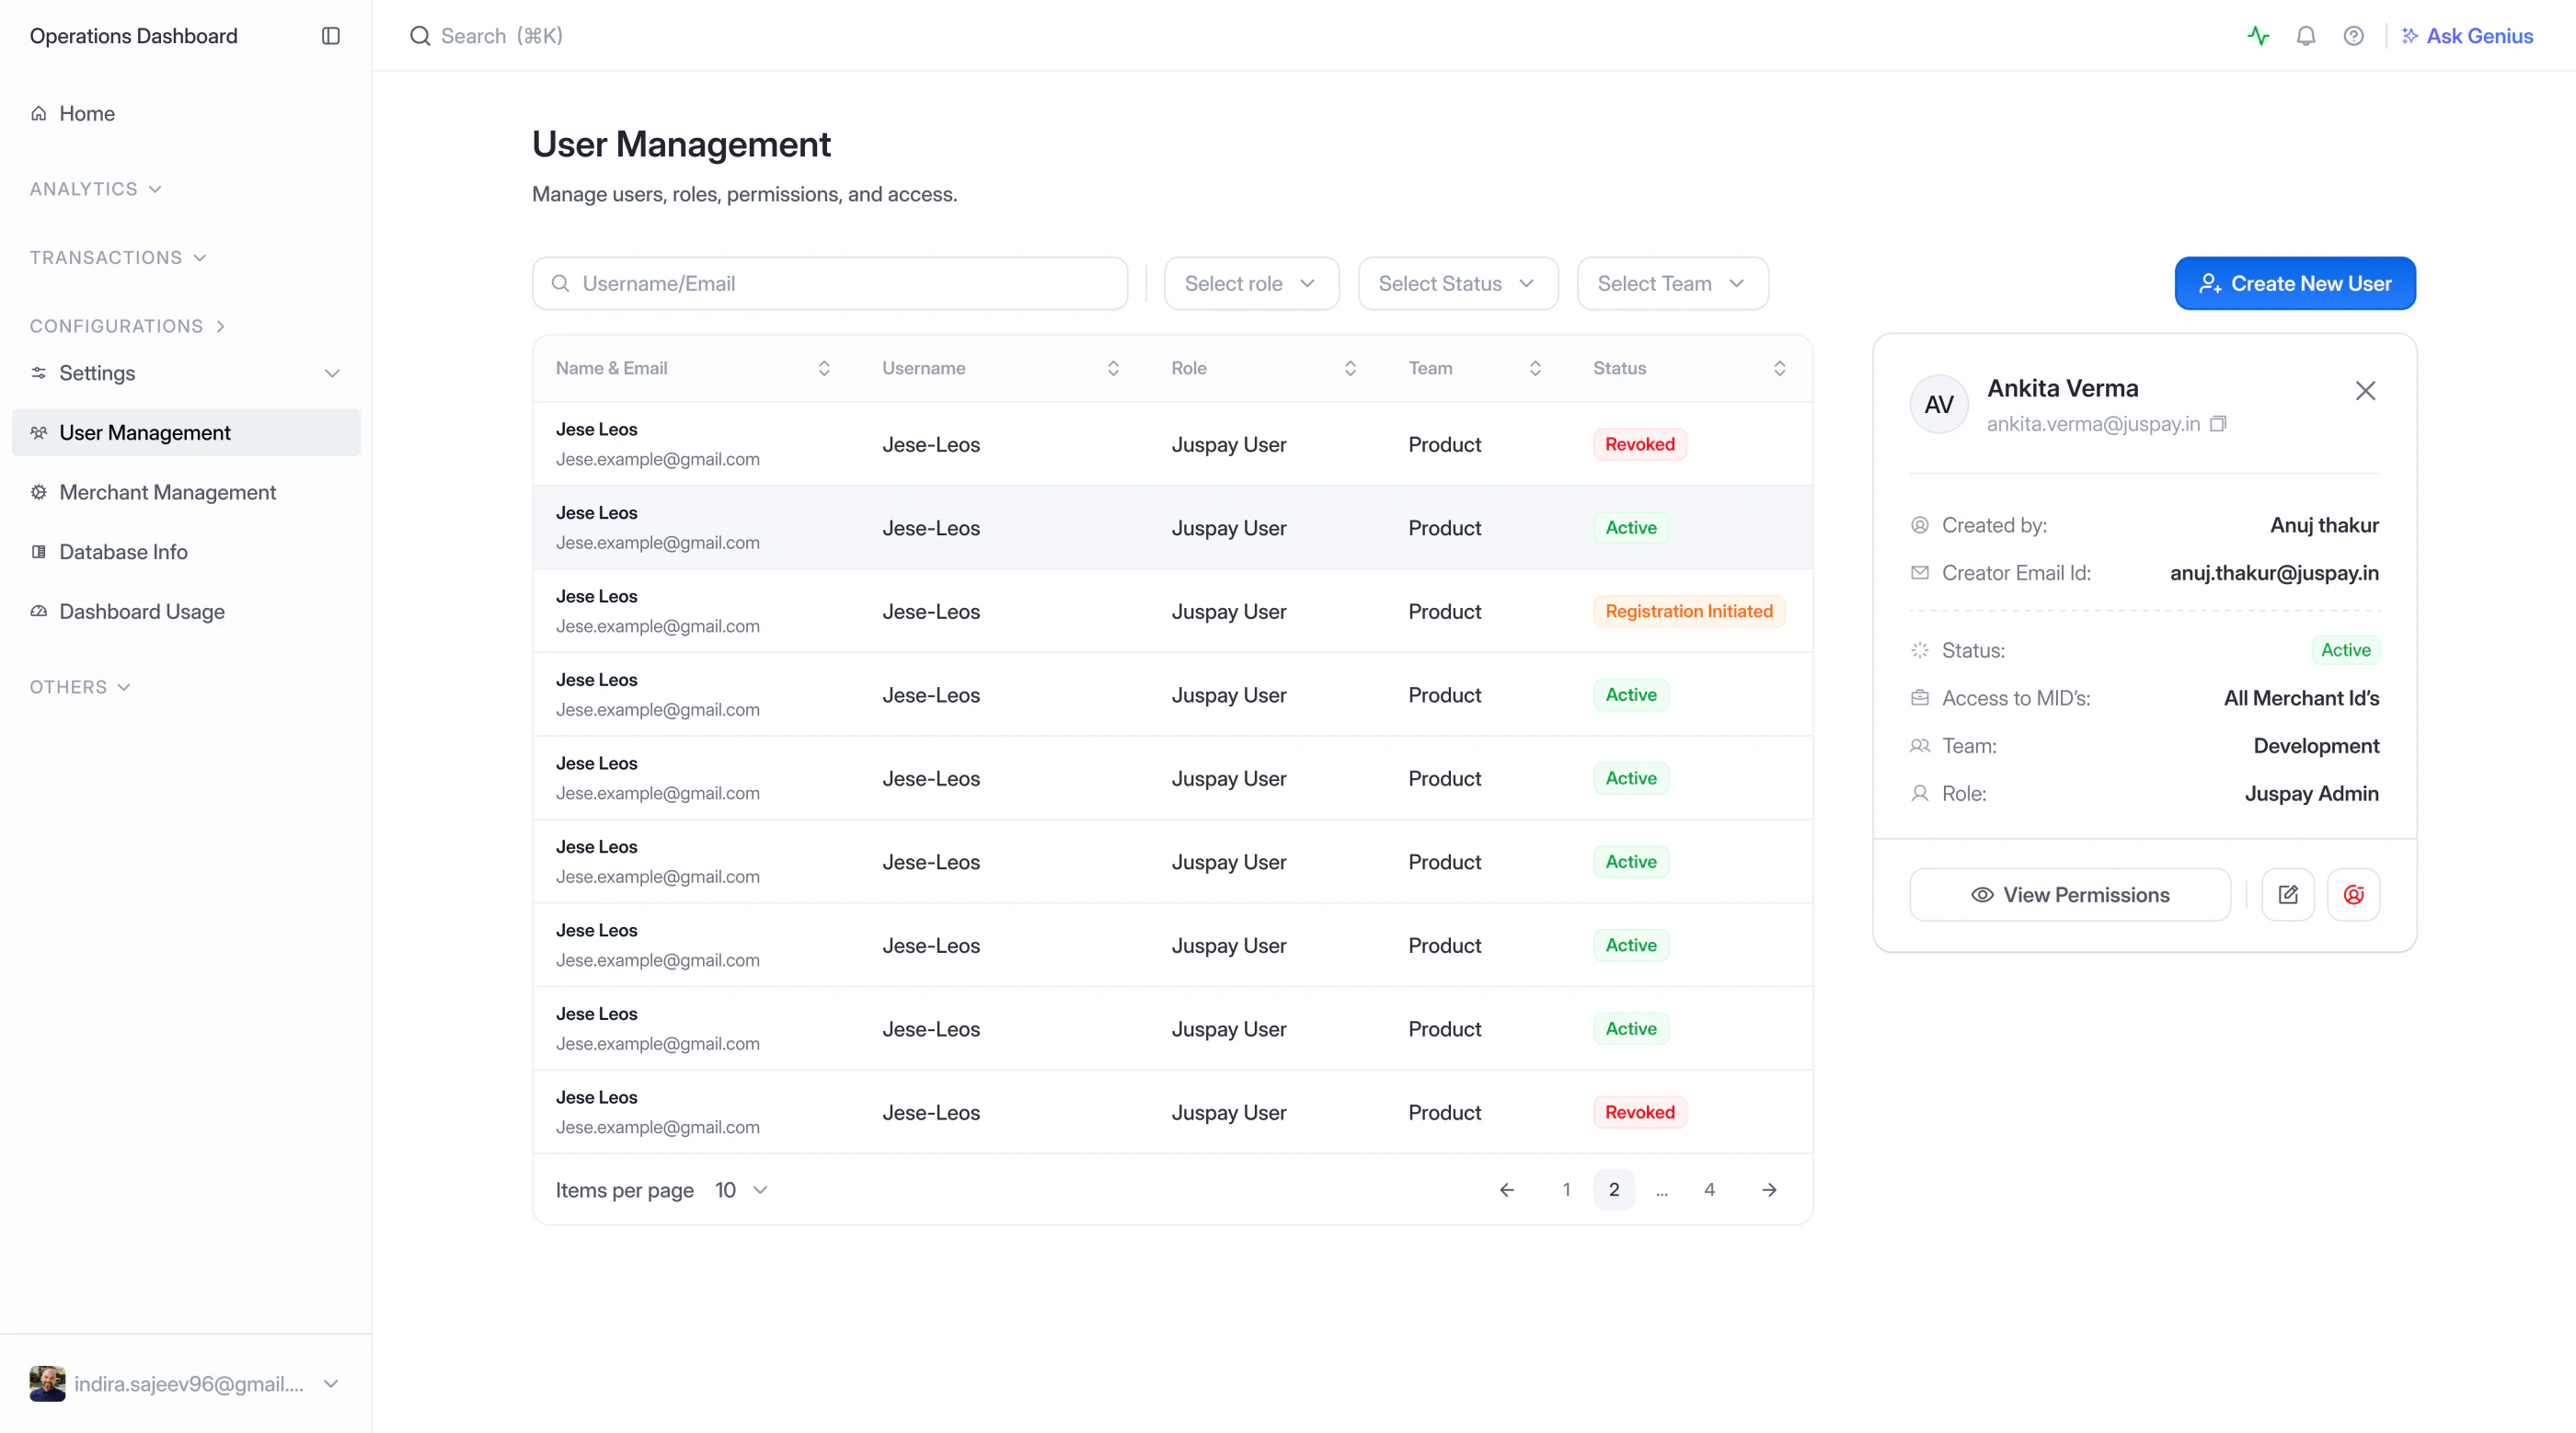 Operations Dashboard
Search (⌘K)
Ask Genius
Home
ANALYTICS
TRANSACTIONS
CONFIGURATIONS
Settings
User Management
Merchant Management
Database Info
Dashboard Usage
OTHERS
indira.sajeev96@gmail....
User Management
Manage users, roles, permissions, and access.
Username/Email
Select role
Select Status
Select Team
Create New User
Name & Email Username Role Team Status
Jese Leos
Jese.example@gmail.com
Jese-Leos Juspay User Product Revoked
Jese Leos
Jese.example@gmail.com
Jese-Leos Juspay User Product Active
Jese Leos
Jese.example@gmail.com
Jese-Leos Juspay User Product Registration Initiated
Jese Leos
Jese.example@gmail.com
Jese-Leos Juspay User Product Active
Jese Leos
Jese.example@gmail.com
Jese-Leos Juspay User Product Active
Jese Leos
Jese.example@gmail.com
Jese-Leos Juspay User Product Active
Jese Leos
Jese.example@gmail.com
Jese-Leos Juspay User Product Active
Jese Leos
Jese.example@gmail.com
Jese-Leos Juspay User Product Active
Jese Leos
Jese.example@gmail.com
Jese-Leos Juspay User Product Revoked
Items per page 10
1 2 ... 4
AV
Ankita Verma
ankita.verma@juspay.in
Created by: Anuj thakur
Creator Email Id: anuj.thakur@juspay.in
Status: Active
Access to MID’s: All Merchant Id’s
Team: Development
Role: Juspay Admin
View Permissions